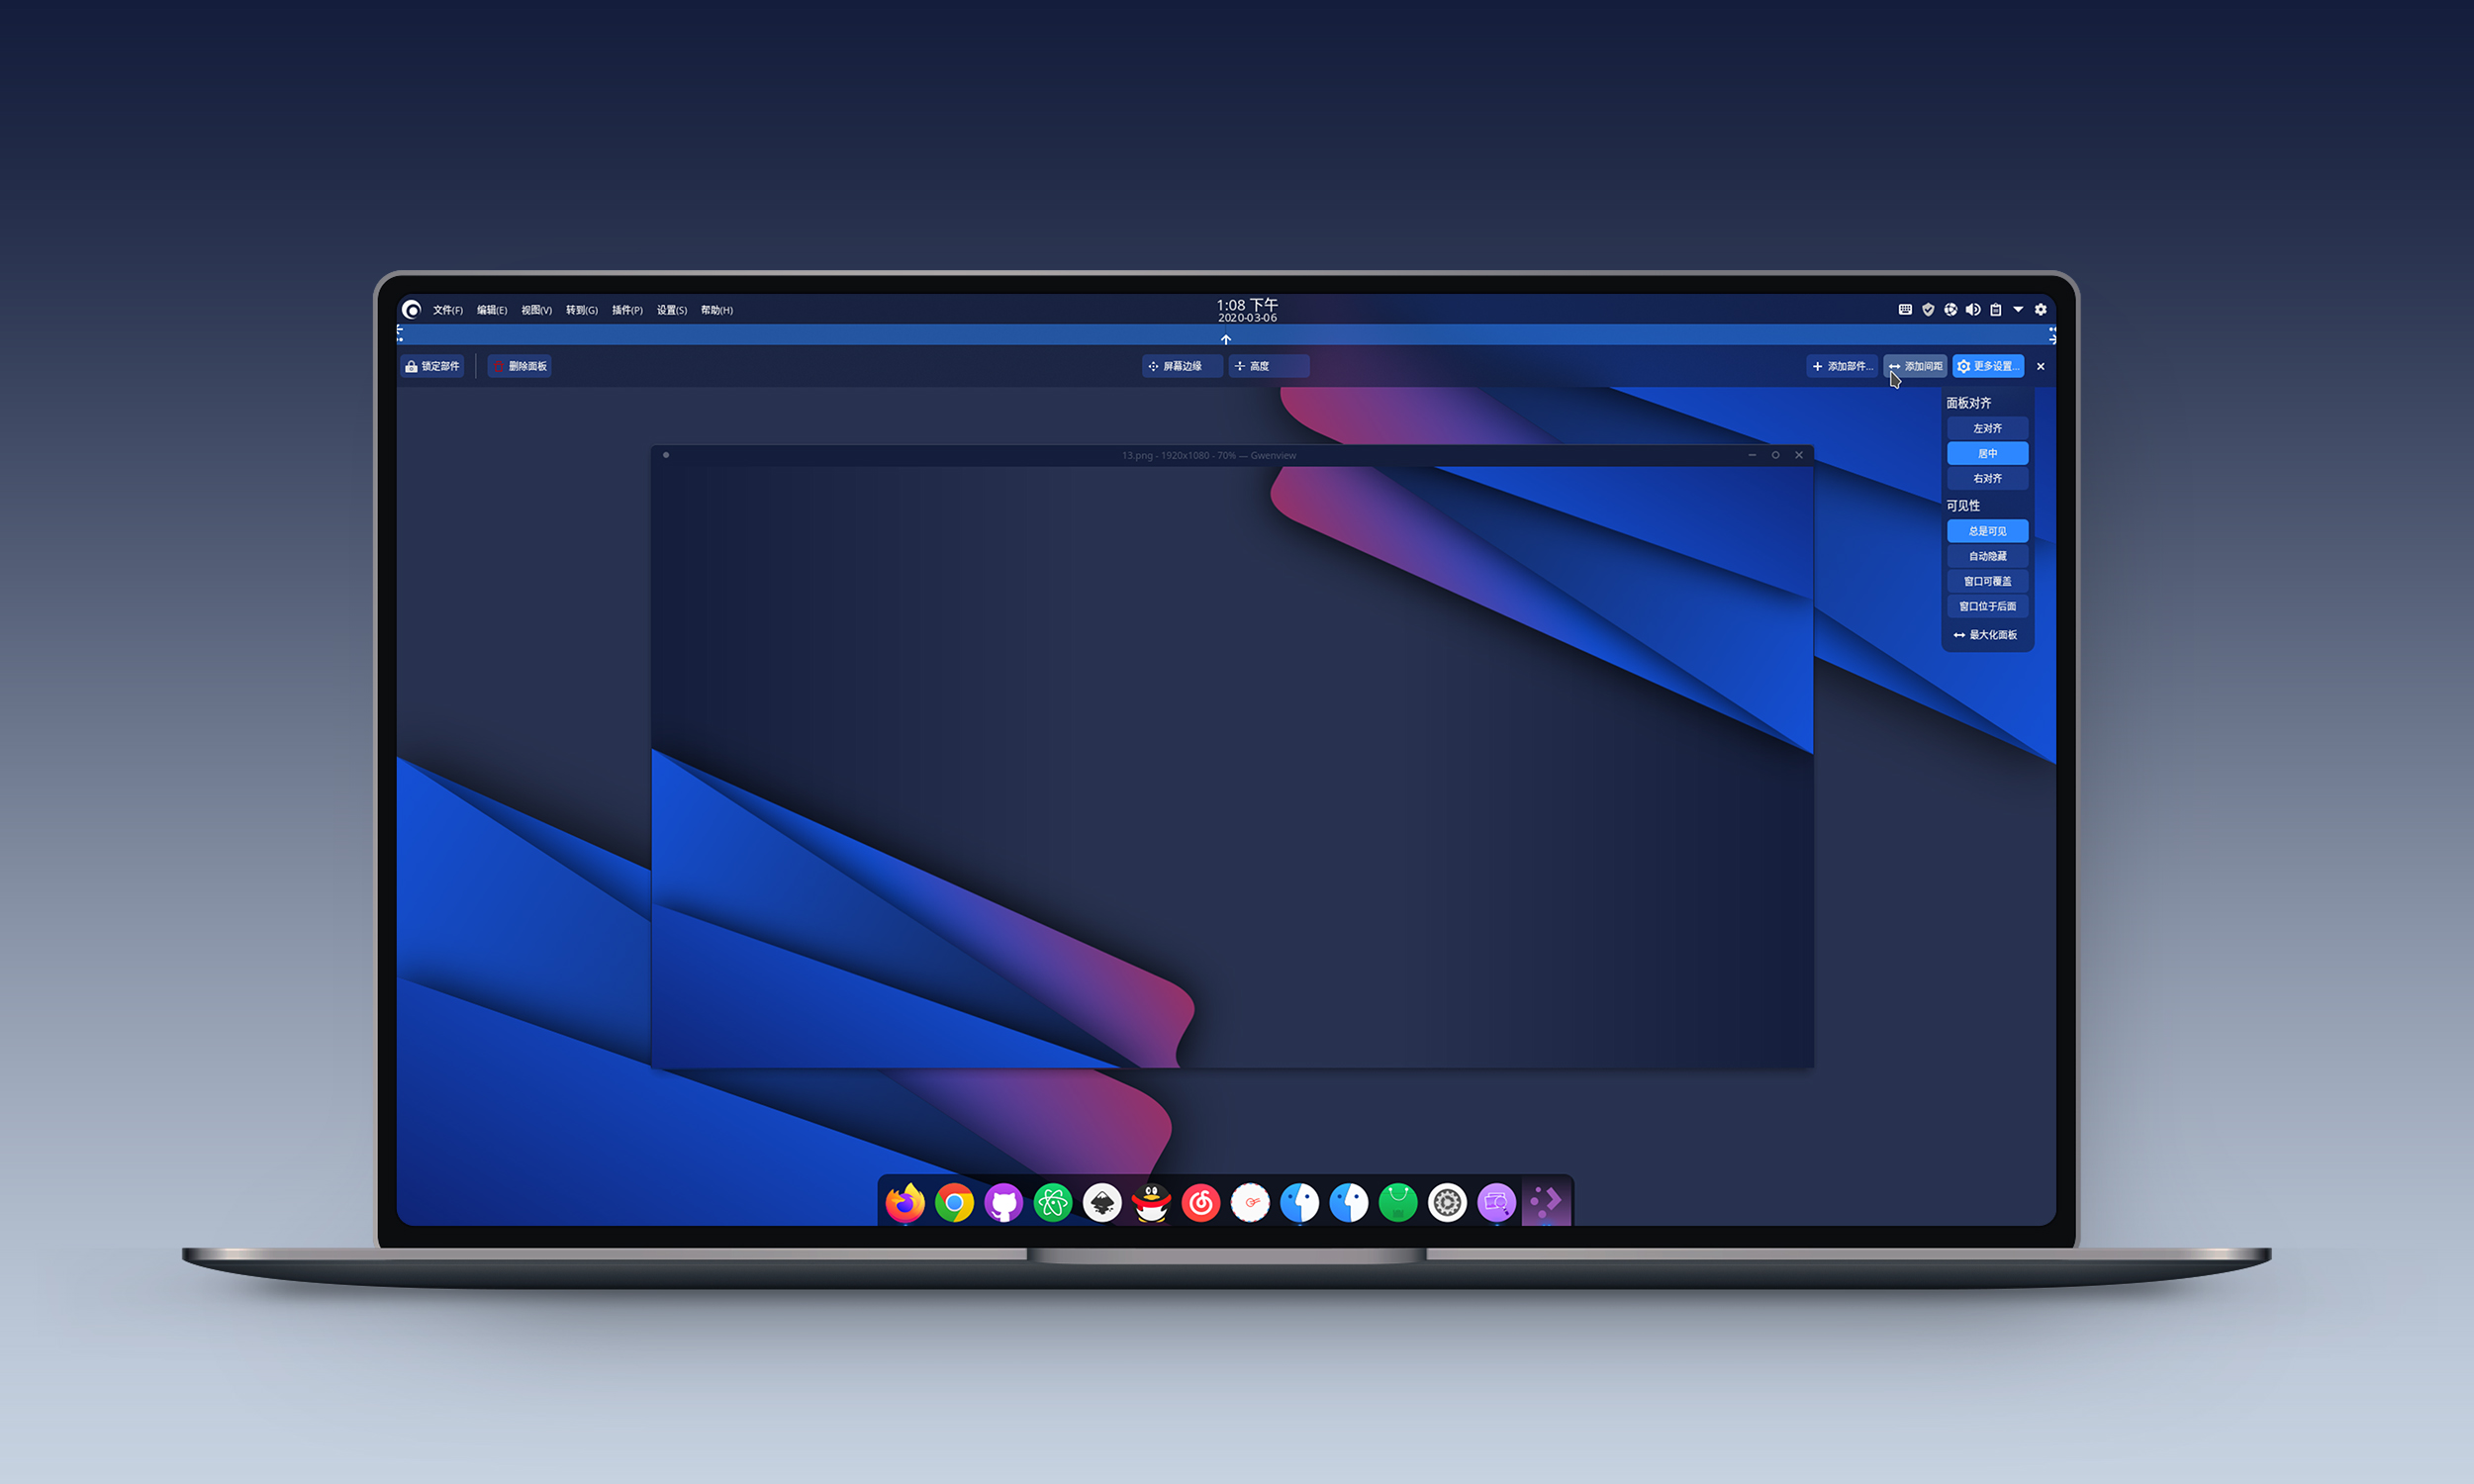 文件(F) 编辑(E) 视图(V) 转到(G) 插件(P) 设置(S) 帮助(H)
1:08 下午
2020-03-06
锁定部件 删除面板 屏幕边缘 高度 添加部件... 添加间距 更多设置...
面板对齐
左对齐
居中
右对齐
可见性
总是可见
自动隐藏
窗口可覆盖
窗口位于后面
最大化面板
13.png - 1920x1080 - 70% — Gwenview